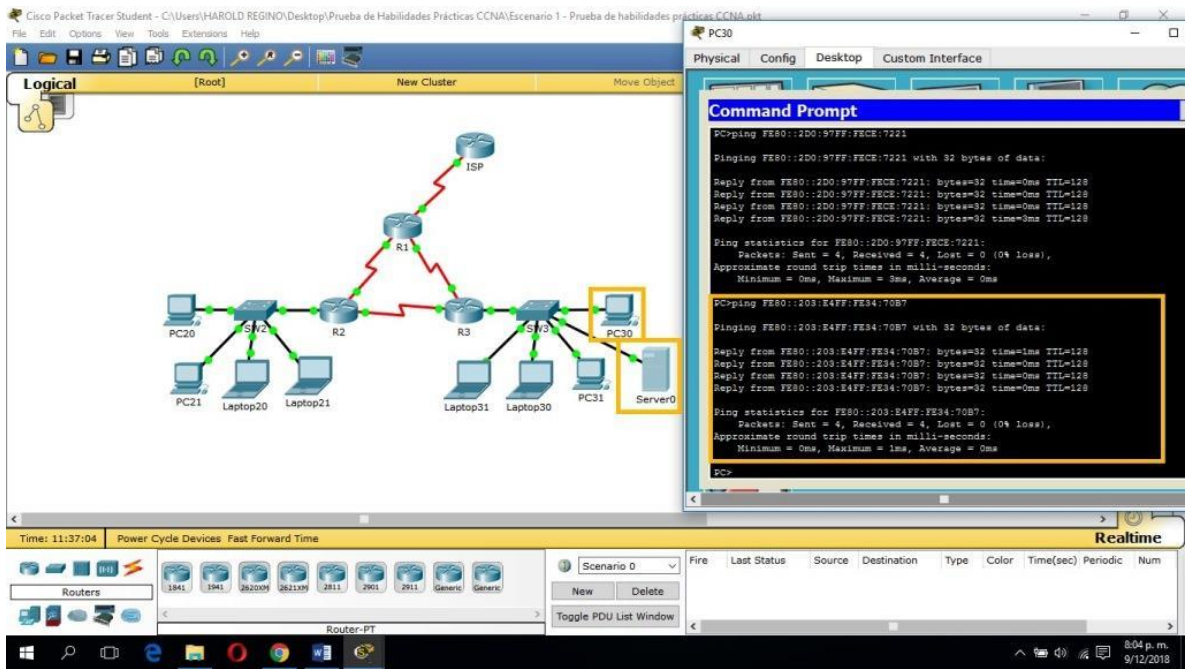 Cisco Packet Tracer Student - C:\Users\HAROLD REGINO\Desktop\Prueba de Habilidades Prácticas CCNA\Escenario 1 - Prueba de habilidades prácticas CCNA.pkt
File Edit Options View Tools Extensions Help
Logical [Root] New Cluster Move Object
ISP
R1
PC20 SW2 R2 R3 SW3 PC30
PC21 Laptop20 Laptop21 Laptop31 Laptop30 PC31 Server0
PC30
Physical Config Desktop Custom Interface
Command Prompt
PC>ping FE80::2D0:97FF:FECE:7221
Pinging FE80::2D0:97FF:FECE:7221 with 32 bytes of data:
Reply from FE80::2D0:97FF:FECE:7221: bytes=32 time=0ms TTL=128
Reply from FE80::2D0:97FF:FECE:7221: bytes=32 time=0ms TTL=128
Reply from FE80::2D0:97FF:FECE:7221: bytes=32 time=0ms TTL=128
Reply from FE80::2D0:97FF:FECE:7221: bytes=32 time=3ms TTL=128
Ping statistics for FE80::2D0:97FF:FECE:7221:
Packets: Sent = 4, Received = 4, Lost = 0 (0% loss),
Approximate round trip times in milli-seconds:
Minimum = 0ms, Maximum = 3ms, Average = 0ms
PC>ping FE80::203:E4FF:FE34:70B7
Pinging FE80::203:E4FF:FE34:70B7 with 32 bytes of data:
Reply from FE80::203:E4FF:FE34:70B7: bytes=32 time=1ms TTL=128
Reply from FE80::203:E4FF:FE34:70B7: bytes=32 time=0ms TTL=128
Reply from FE80::203:E4FF:FE34:70B7: bytes=32 time=0ms TTL=128
Reply from FE80::203:E4FF:FE34:70B7: bytes=32 time=0ms TTL=128
Ping statistics for FE80::203:E4FF:FE34:70B7:
Packets: Sent = 4, Received = 4, Lost = 0 (0% loss),
Approximate round trip times in milli-seconds:
Minimum = 0ms, Maximum = 1ms, Average = 0ms
PC>
Time: 11:37:04 Power Cycle Devices Fast Forward Time Realtime
Routers
1841 1941 2620XM 2621XM 2811 2901 2911 Generic Generic
Router-PT
Scenario 0
New Delete
Toggle PDU List Window
Fire Last Status Source Destination Type Color Time(sec) Periodic Num
8:04 p. m.
9/12/2018